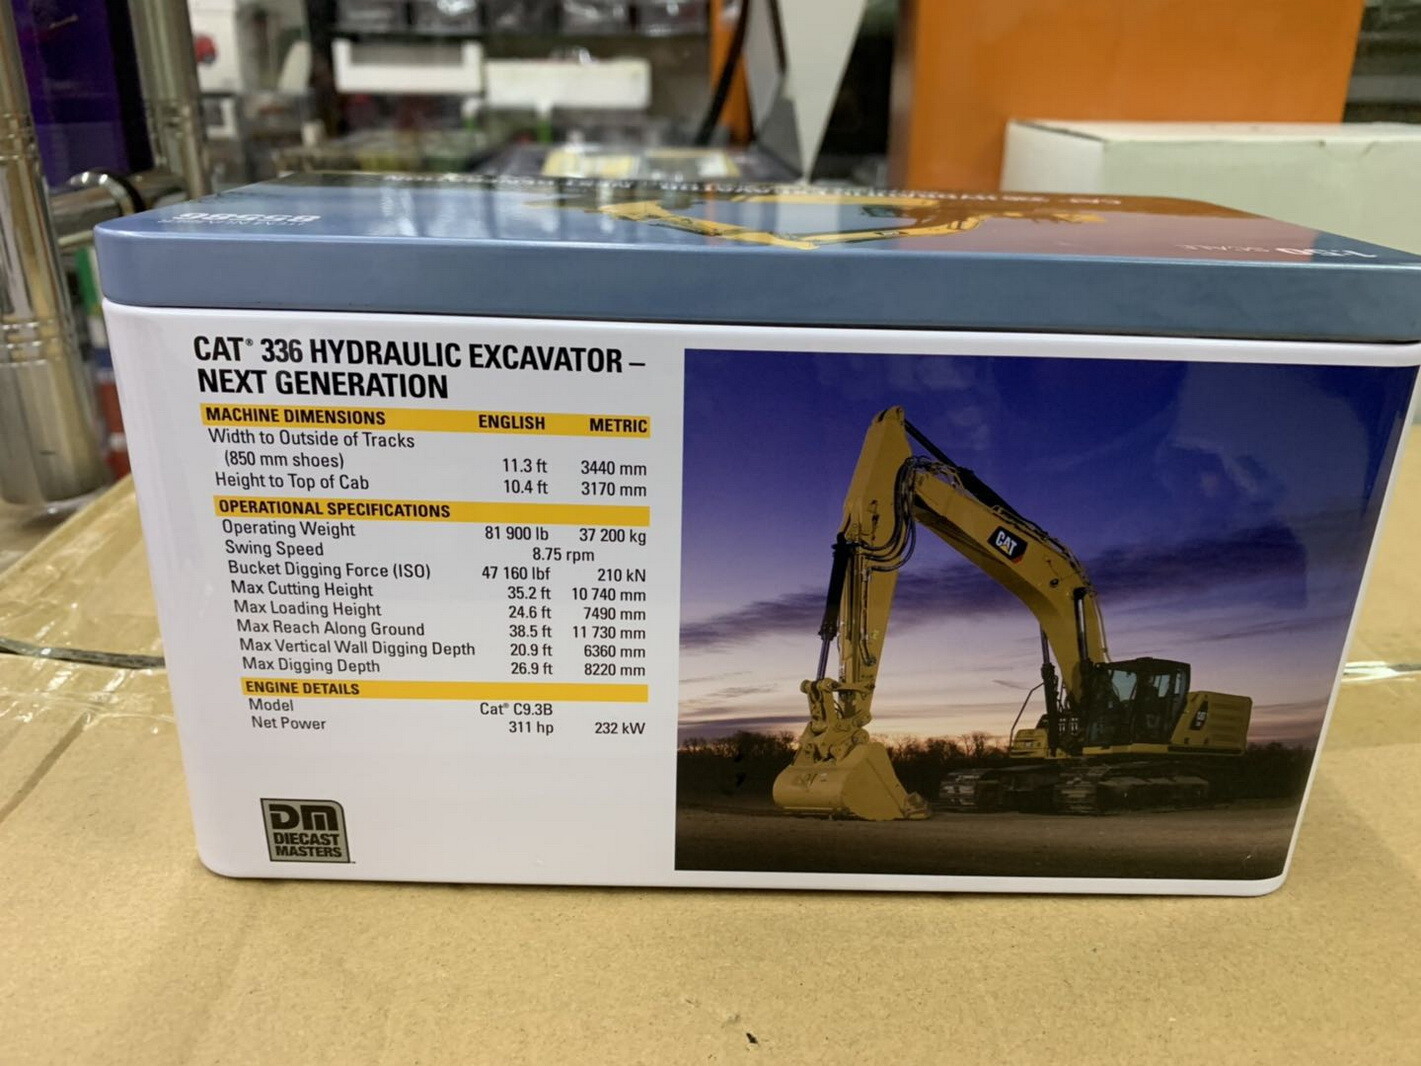 CAT® 336 HYDRAULIC EXCAVATOR –
NEXT GENERATION
MACHINE DIMENSIONS ENGLISH METRIC
Width to Outside of Tracks
(850 mm shoes) 11.3 ft 3440 mm
Height to Top of Cab 10.4 ft 3170 mm
OPERATIONAL SPECIFICATIONS
Operating Weight 81 900 lb 37 200 kg
Swing Speed 8.75 rpm
Bucket Digging Force (ISO) 47 160 lbf 210 kN
Max Cutting Height 35.2 ft 10 740 mm
Max Loading Height 24.6 ft 7490 mm
Max Reach Along Ground 38.5 ft 11 730 mm
Max Vertical Wall Digging Depth 20.9 ft 6360 mm
Max Digging Depth 26.9 ft 8220 mm
ENGINE DETAILS
Model Cat® C9.3B
Net Power 311 hp 232 kW
DM
DIECAST
MASTERS
CAT
1:50 SCALE
85586